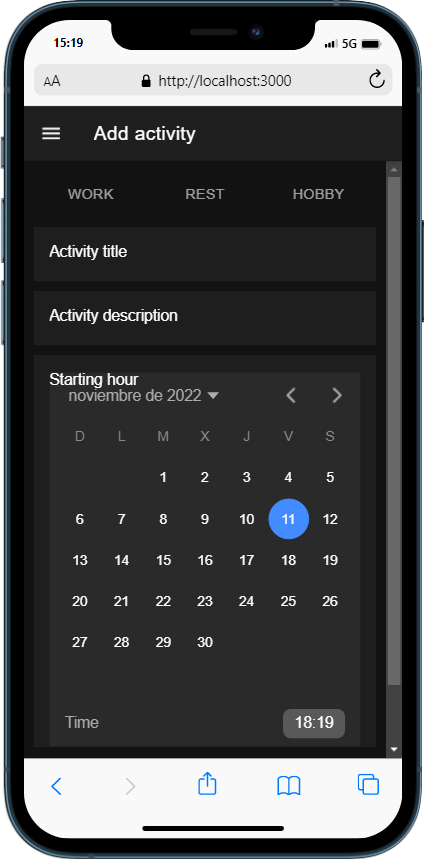 15:19
5G
AA
http://localhost:3000
Add activity
WORK REST HOBBY
Activity title
Activity description
Starting hour
noviembre de 2022
D L M X J V S
1 2 3 4 5
6 7 8 9 10 11 12
13 14 15 16 17 18 19
20 21 22 23 24 25 26
27 28 29 30
Time 18:19